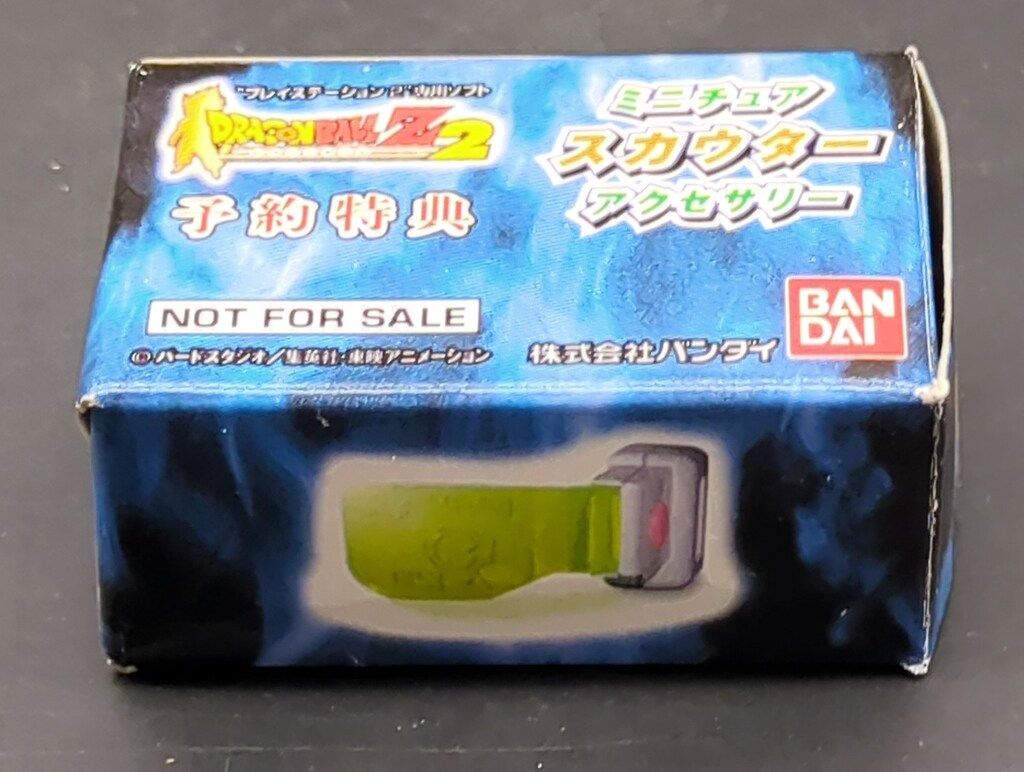 "プレイステーション 2"専用ソフト
DRAGONBALL Z 2
予約特典
ミニチュア
スカウター
アクセサリー
NOT FOR SALE
©バードスタジオ/集英社・東映アニメーション
株式会社バンダイ
BAN
DAI